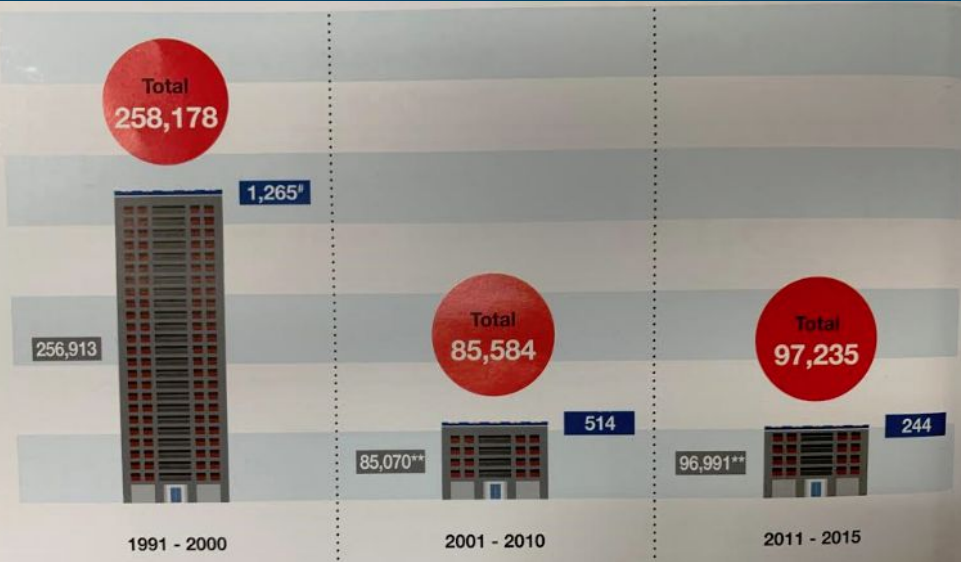 Total
258,178
1,265#
256,913
1991 - 2000
Total
85,584
514
85,070**
2001 - 2010
Total
97,235
244
96,991**
2011 - 2015